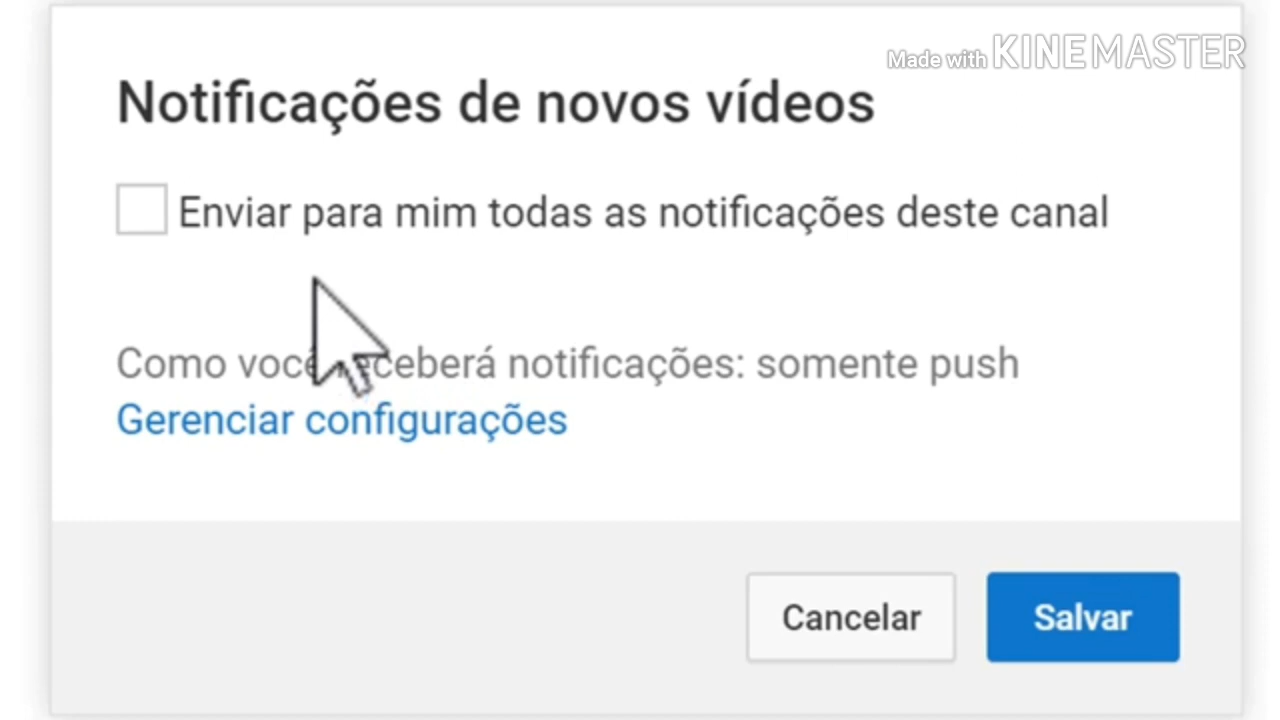 Made with KINEMASTER
Notificações de novos vídeos
Enviar para mim todas as notificações deste canal
Como você receberá notificações: somente push
Gerenciar configurações
Cancelar
Salvar